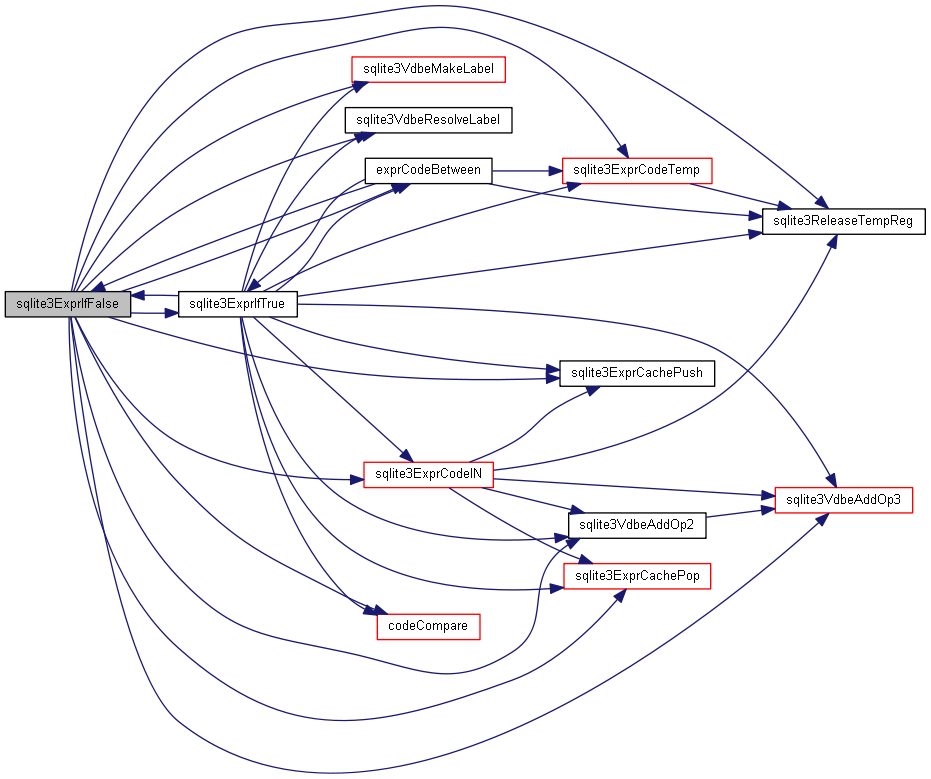 sqlite3VdbeMakeLabel
sqlite3VdbeResolveLabel
exprCodeBetween
sqlite3ExprCodeTemp
sqlite3ReleaseTempReg
sqlite3ExprIfFalse
sqlite3ExprIfTrue
sqlite3ExprCachePush
sqlite3ExprCodeIN
sqlite3VdbeAddOp3
sqlite3VdbeAddOp2
sqlite3ExprCachePop
codeCompare